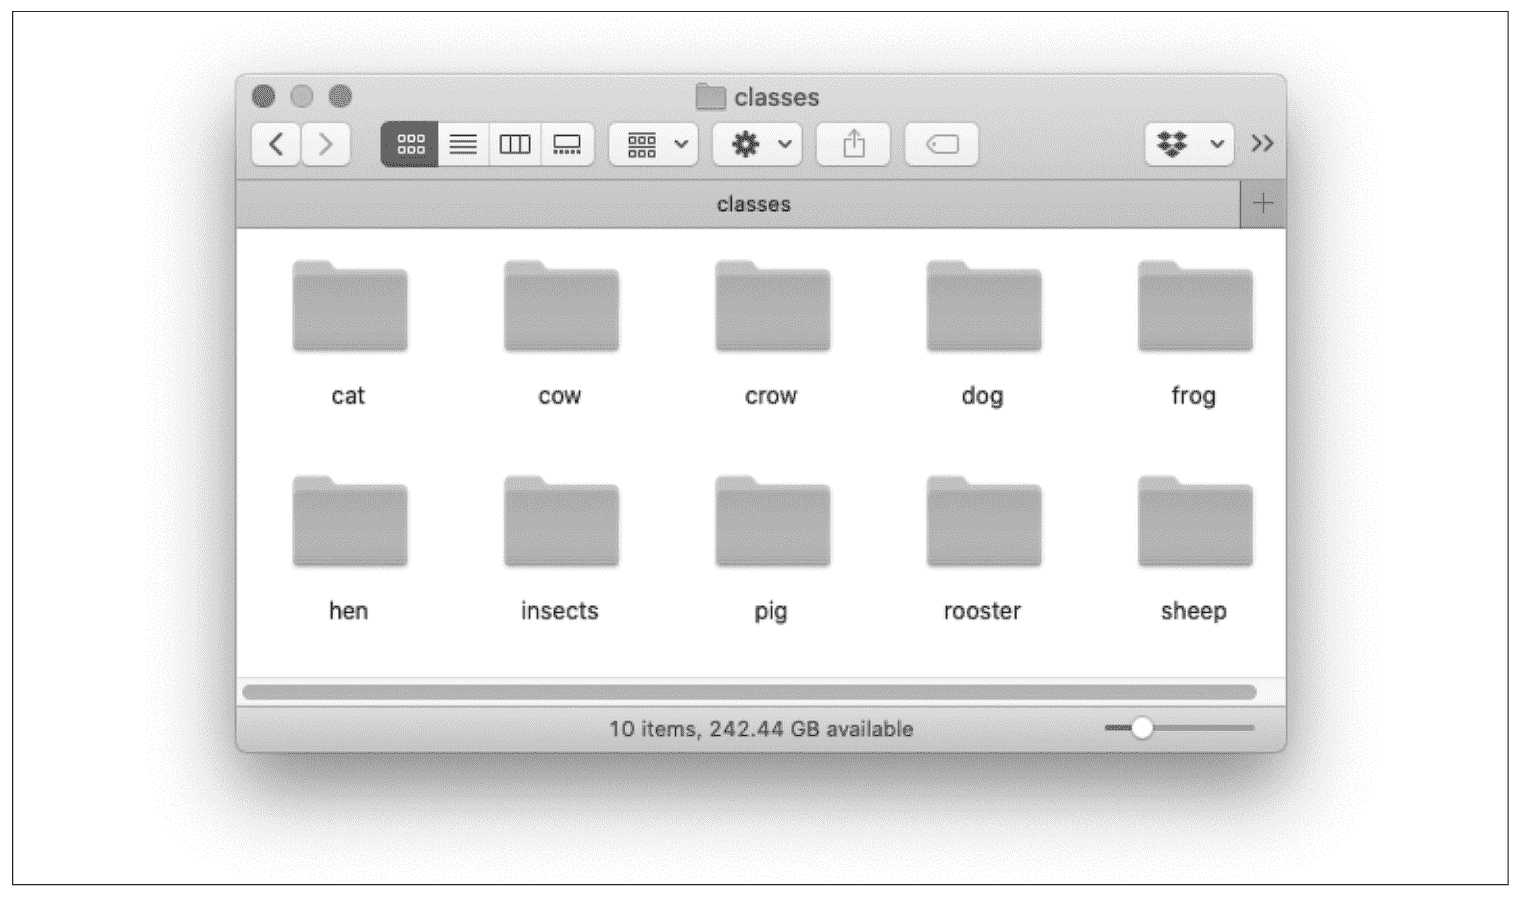 classes
classes
cat cow crow dog frog
hen insects pig rooster sheep
10 items, 242.44 GB available